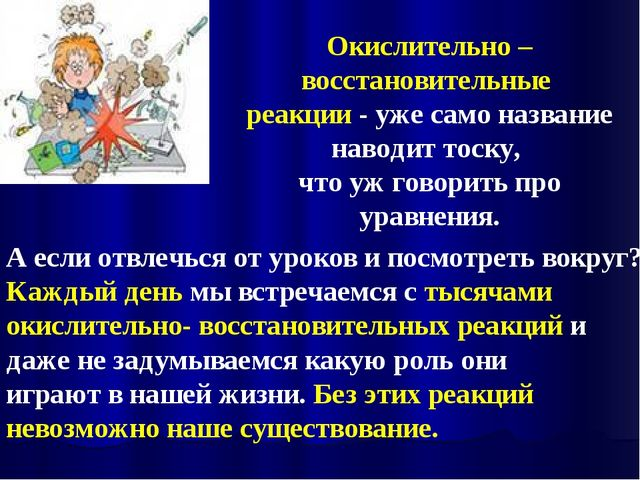 Окислительно –
восстановительные
реакции - уже само название
наводит тоску,
что уж говорить про
уравнения.
А если отвлечься от уроков и посмотреть вокруг?
Каждый день мы встречаемся с тысячами
окислительно- восстановительных реакций и
даже не задумываемся какую роль они
играют в нашей жизни. Без этих реакций
невозможно наше существование.